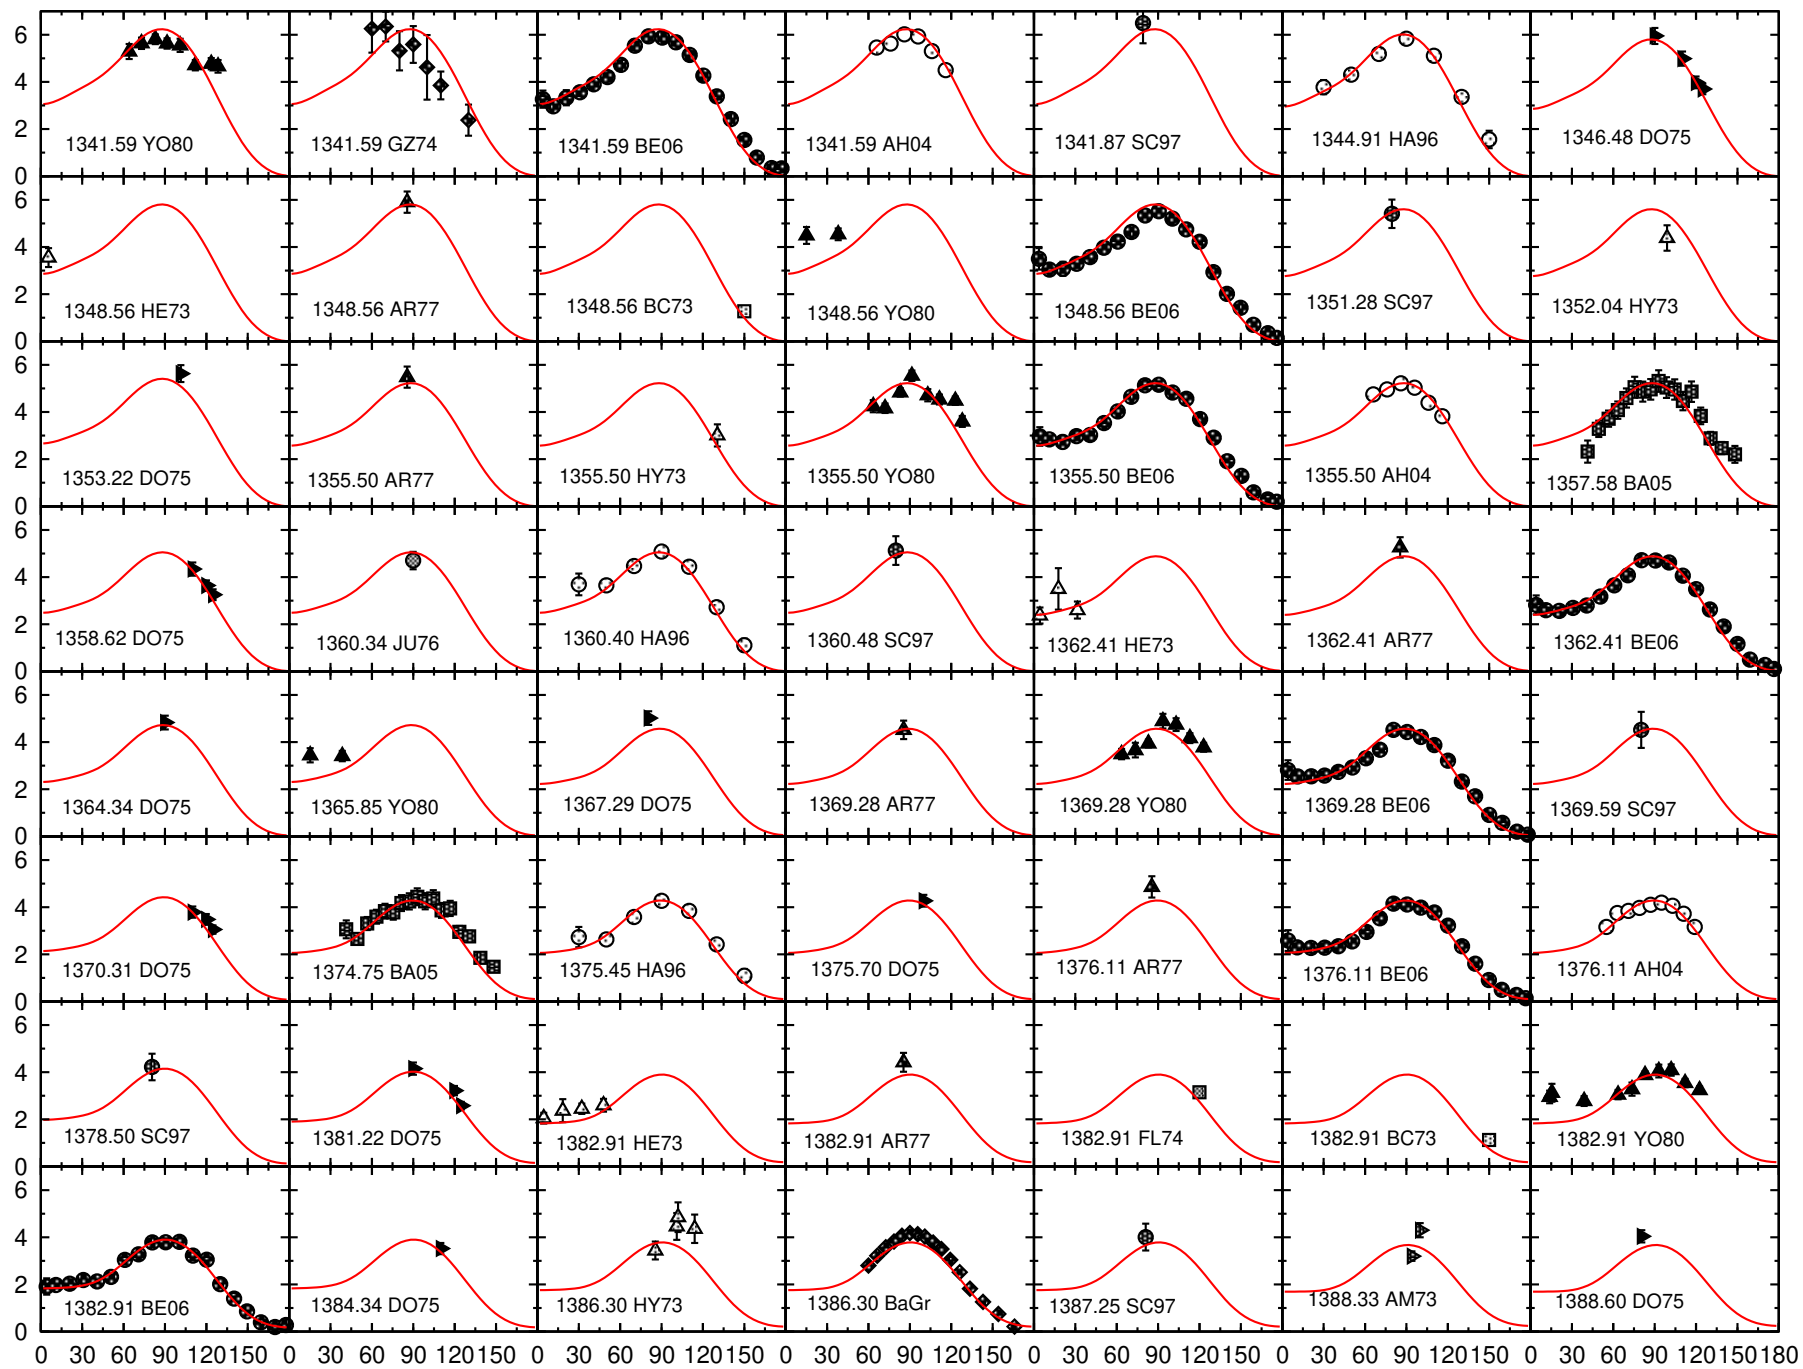 6
4
2
0
1341.59 YO80
1341.59 GZ74
1341.59 BE06
1341.59 AH04
1341.87 SC97
1344.91 HA96
1346.48 DO75
6
4
2
0
1348.56 HE73
1348.56 AR77
1348.56 BC73
1348.56 YO80
1348.56 BE06
1351.28 SC97
1352.04 HY73
6
4
2
0
1353.22 DO75
1355.50 AR77
1355.50 HY73
1355.50 YO80
1355.50 BE06
1355.50 AH04
1357.58 BA05
6
4
2
0
1358.62 DO75
1360.34 JU76
1360.40 HA96
1360.48 SC97
1362.41 HE73
1362.41 AR77
1362.41 BE06
6
4
2
0
1364.34 DO75
1365.85 YO80
1367.29 DO75
1369.28 AR77
1369.28 YO80
1369.28 BE06
1369.59 SC97
6
4
2
0
1370.31 DO75
1374.75 BA05
1375.45 HA96
1375.70 DO75
1376.11 AR77
1376.11 BE06
1376.11 AH04
6
4
2
0
1378.50 SC97
1381.22 DO75
1382.91 HE73
1382.91 AR77
1382.91 FL74
1382.91 BC73
1382.91 YO80
6
4
2
0
1382.91 BE06
1384.34 DO75
1386.30 HY73
1386.30 BaGr
1387.25 SC97
1388.33 AM73
1388.60 DO75
0 30 60 90 120 150 0 30 60 90 120 150 0 30 60 90 120 150 0 30 60 90 120 150 0 30 60 90 120 150 0 30 60 90 120 150 0 30 60 90 120 150 180